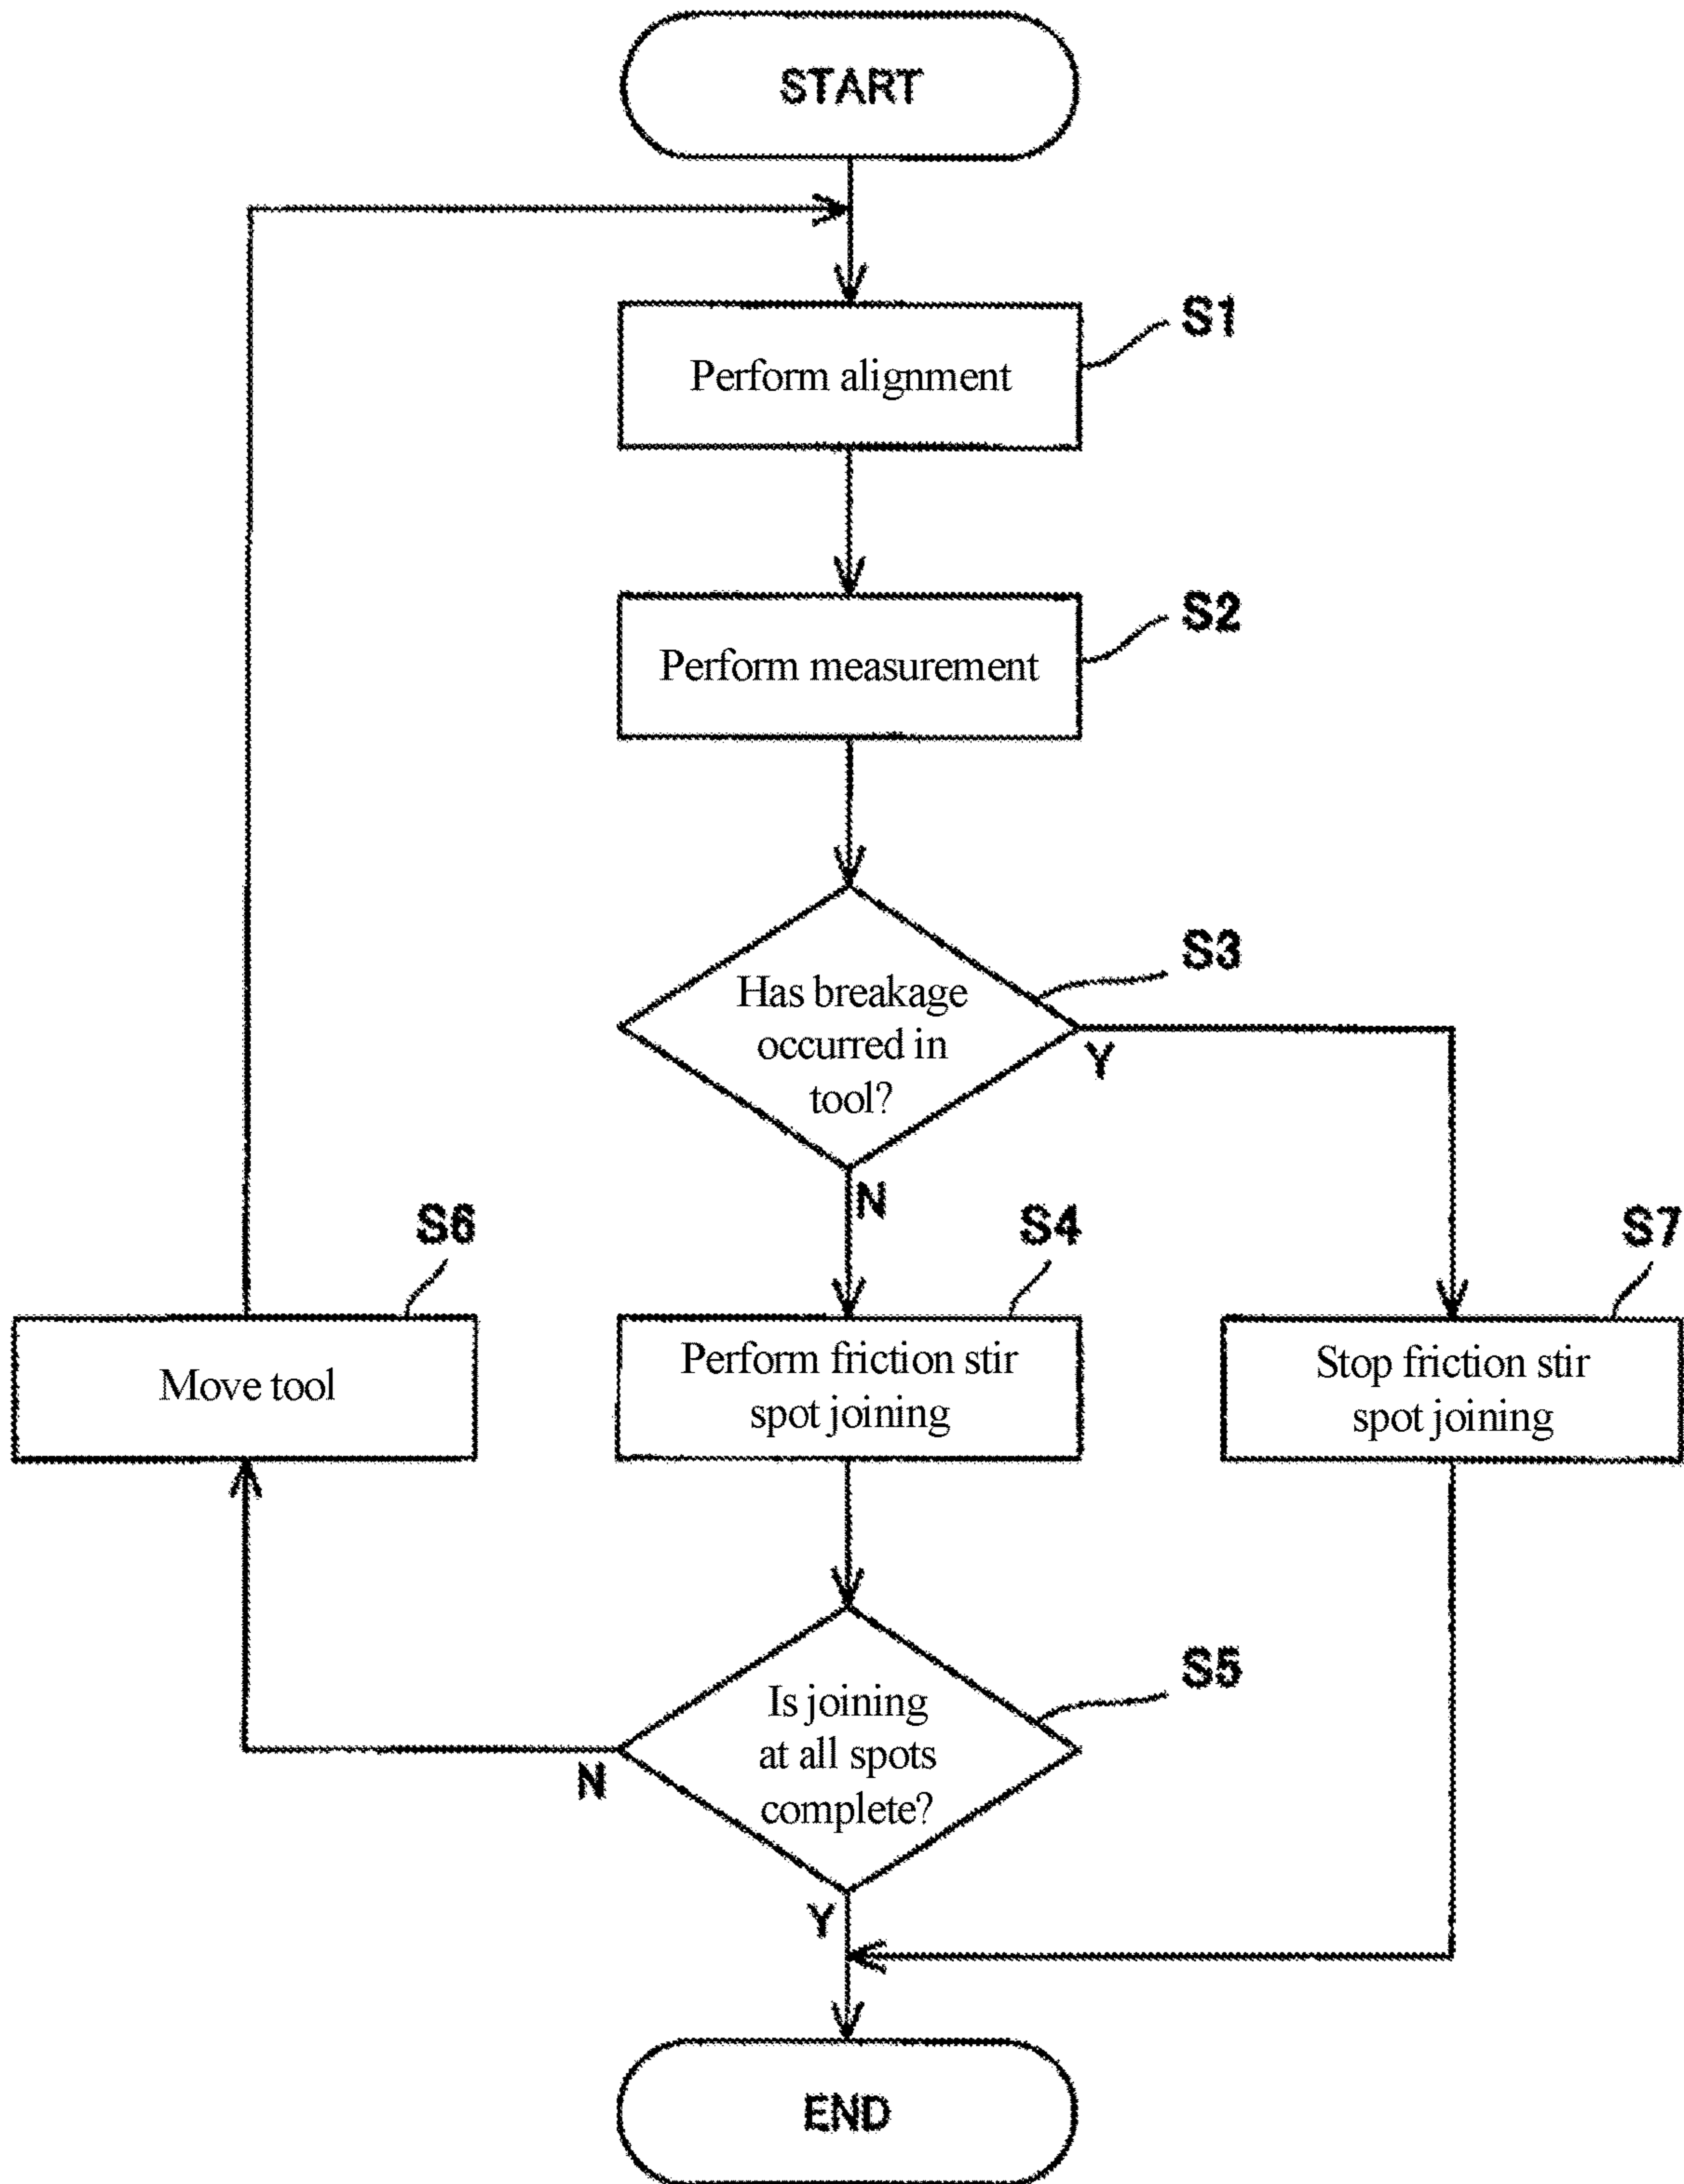 START
S1
Perform alignment
S2
Perform measurement
S3
Has breakage
occurred in
tool?
Y
N
S6
S4
S7
Move tool
Perform friction stir
spot joining
Stop friction stir
spot joining
S5
Is joining
at all spots
complete?
N
Y
END